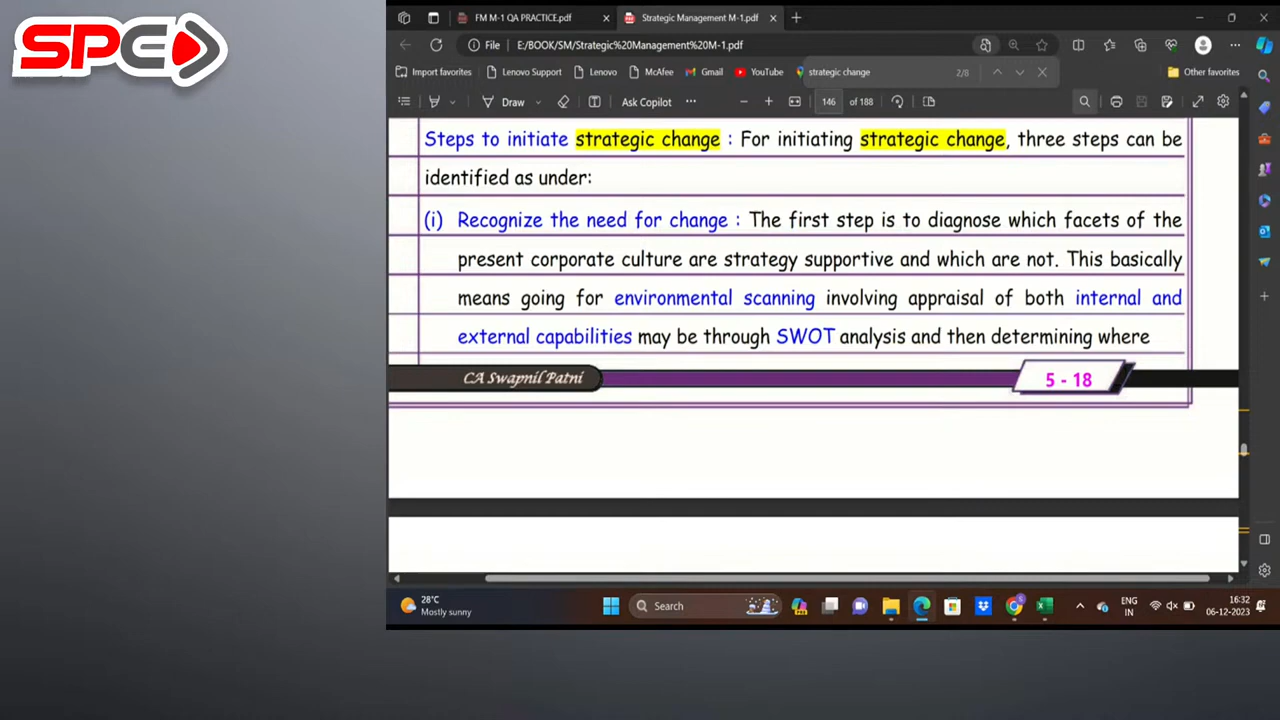 SPC
FM M-1 QA PRACTICE.pdf
Strategic Management M-1.pdf
File
E:/BOOK/SM/Strategic%20Management%20M-1.pdf
Import favorites
Lenovo Support
Lenovo
McAfee
Gmail
YouTube
strategic change
2/8
Other favorites
Draw
Ask Copilot
146 of 188
Steps to initiate strategic change : For initiating strategic change, three steps can be
identified as under:
(i) Recognize the need for change : The first step is to diagnose which facets of the
present corporate culture are strategy supportive and which are not. This basically
means going for environmental scanning involving appraisal of both internal and
external capabilities may be through SWOT analysis and then determining where
CA Swapnil Patni
5 - 18
28°C
Mostly sunny
Search
ENG
IN
16:32
06-12-2023